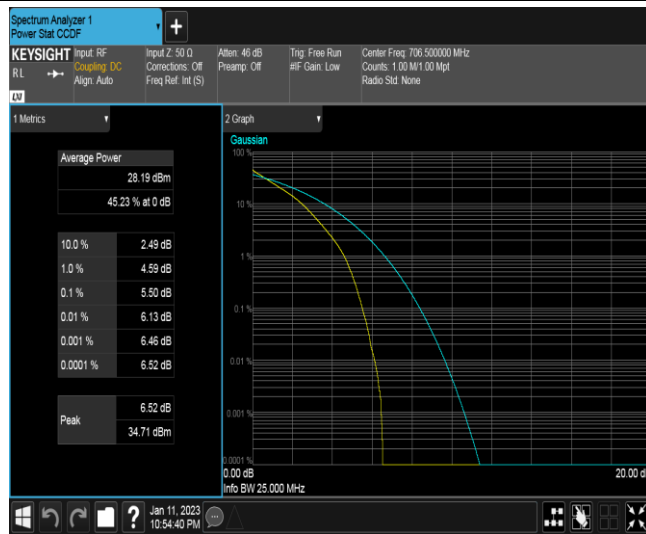 Spectrum Analyzer 1
Power Stat CCDF
KEYSIGHT
RL
LXI
Input: RF
Coupling: DC
Align: Auto
Input Z: 50 Ω
Corrections: Off
Freq Ref: Int (S)
Atten: 46 dB
Preamp: Off
Trig: Free Run
#IF Gain: Low
Center Freq: 706.500000 MHz
Counts: 1.00 M/1.00 Mpt
Radio Std: None
1 Metrics
Average Power
28.19 dBm
45.23 % at 0 dB
10.0 % 2.49 dB
1.0 % 4.59 dB
0.1 % 5.50 dB
0.01 % 6.13 dB
0.001 % 6.46 dB
0.0001 % 6.52 dB
Peak
6.52 dB
34.71 dBm
2 Graph
Gaussian
100 %
10 %
1 %
0.1 %
0.01 %
0.001 %
0.0001 %
0.00 dB
20.00 d
Info BW 25.000 MHz
?
Jan 11, 2023
10:54:40 PM